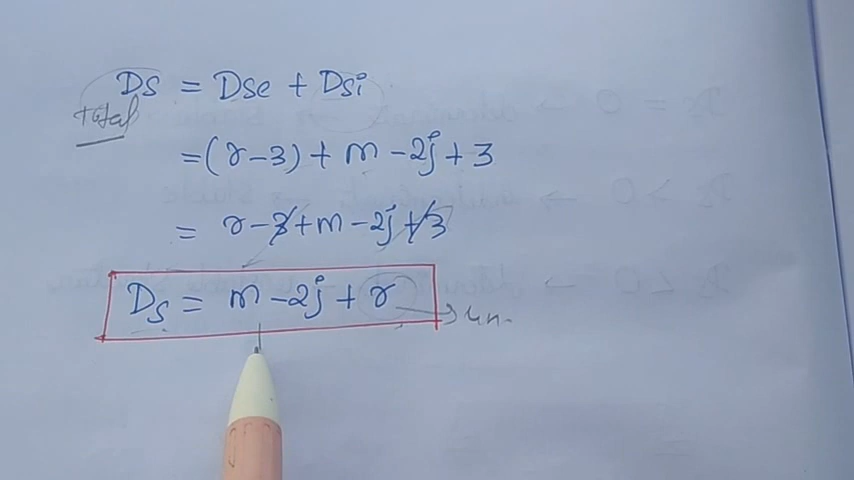 Ds = Dse + Dsi
total
= (r-3) + m - 2j + 3
= r - 3 + m - 2j + 3
Ds = m - 2j + r